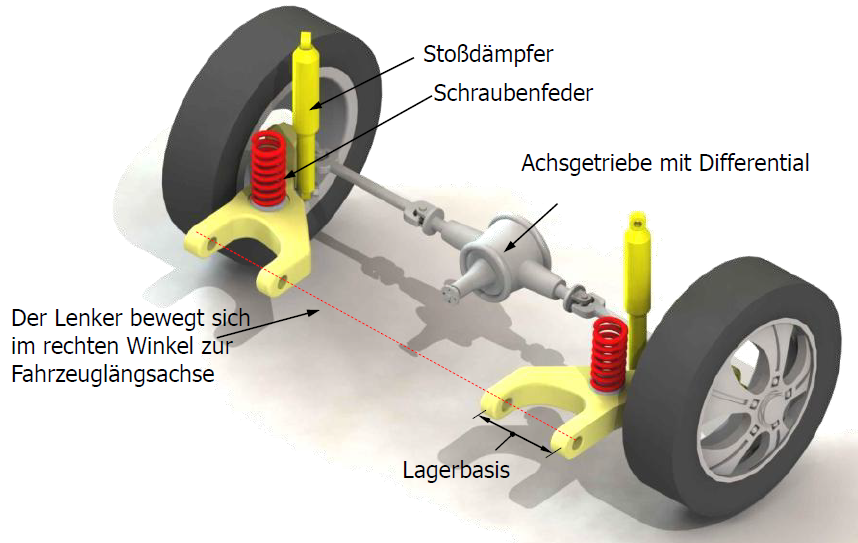 Stoßdämpfer
Schraubenfeder
Achsgetriebe mit Differential
Der Lenker bewegt sich
im rechten Winkel zur
Fahrzeuglängsachse
Lagerbasis